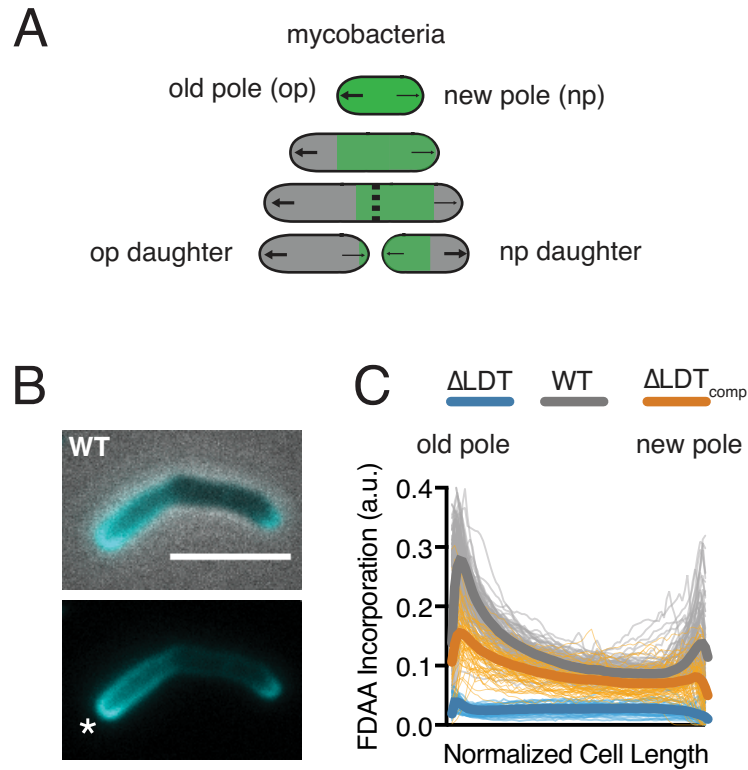 A
mycobacteria
old pole (op)
new pole (np)
op daughter
np daughter
B
WT
*
C
ΔLDT
WT
ΔLDTcomp
old pole
new pole
FDAA Incorporation (a.u.)
0.4
0.3
0.2
0.1
0.0
Normalized Cell Length